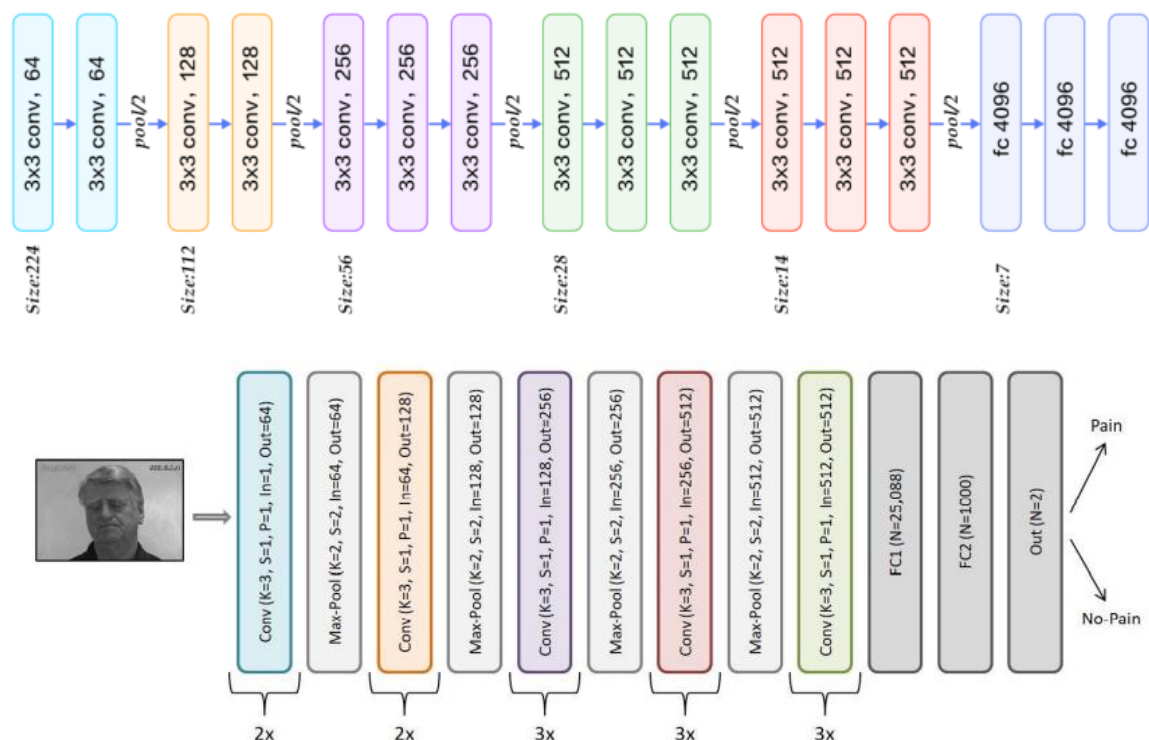 3x3 conv, 64
3x3 conv, 64
pool/2
3x3 conv, 128
3x3 conv, 128
pool/2
3x3 conv, 256
3x3 conv, 256
3x3 conv, 256
pool/2
3x3 conv, 512
3x3 conv, 512
3x3 conv, 512
pool/2
3x3 conv, 512
3x3 conv, 512
3x3 conv, 512
pool/2
fc 4096
fc 4096
fc 4096
Size:224
Size:112
Size:56
Size:28
Size:14
Size:7
Conv (K=3, S=1, P=1, In=1, Out=64)
Max-Pool (K=2, S=2, In=64, Out=64)
Conv (K=3, S=1, P=1, In=64, Out=128)
Max-Pool (K=2, S=2, In=128, Out=128)
Conv (K=3, S=1, P=1, In=128, Out=256)
Max-Pool (K=2, S=2, In=256, Out=256)
Conv (K=3, S=1, P=1, In=256, Out=512)
Max-Pool (K=2, S=2, In=512, Out=512)
Conv (K=3, S=1, P=1, In=512, Out=512)
FC1 (N=25,088)
FC2 (N=1000)
Out (N=2)
Pain
No-Pain
2x
2x
3x
3x
3x